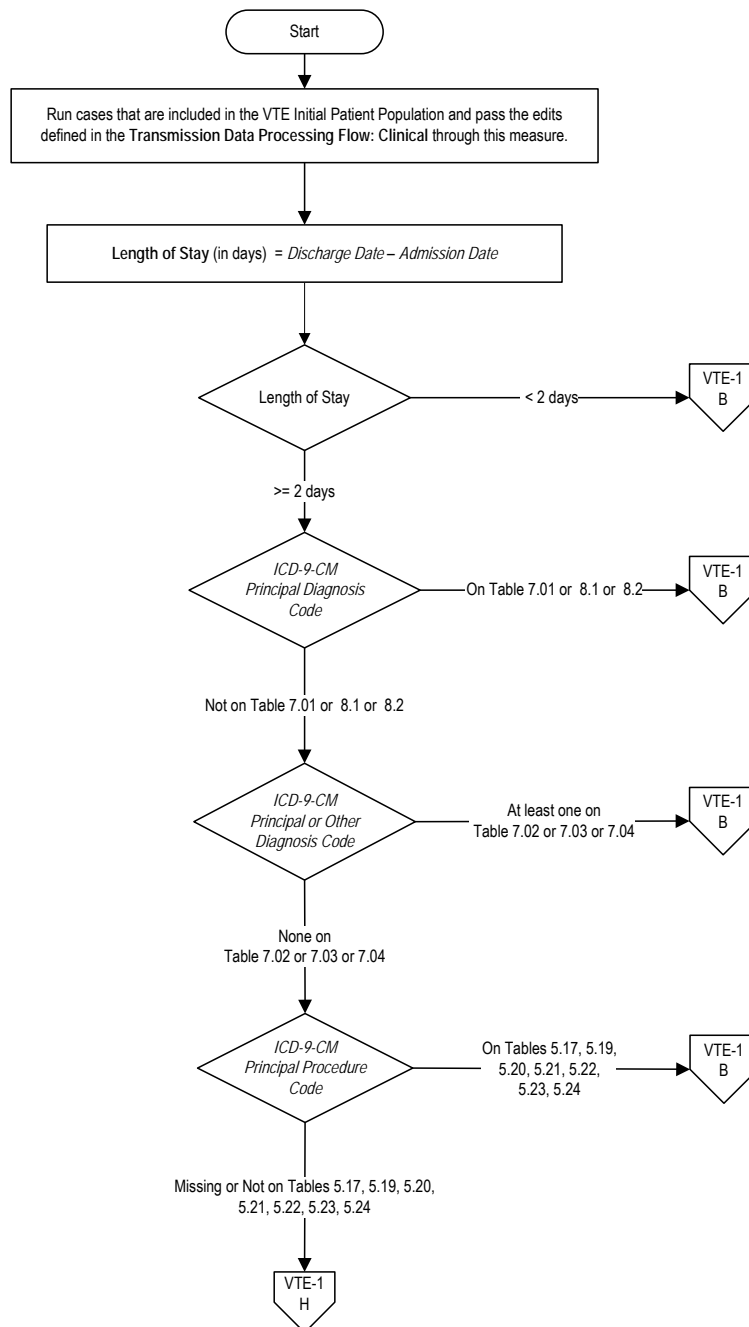 Start
Run cases that are included in the VTE Initial Patient Population and pass the edits
defined in the Transmission Data Processing Flow: Clinical through this measure.
Length of Stay (in days) = Discharge Date – Admission Date
Length of Stay
< 2 days
VTE-1
B
>= 2 days
ICD-9-CM
Principal Diagnosis
Code
On Table 7.01 or 8.1 or 8.2
VTE-1
B
Not on Table 7.01 or 8.1 or 8.2
ICD-9-CM
Principal or Other
Diagnosis Code
At least one on
Table 7.02 or 7.03 or 7.04
VTE-1
B
None on
Table 7.02 or 7.03 or 7.04
ICD-9-CM
Principal Procedure
Code
On Tables 5.17, 5.19,
5.20, 5.21, 5.22,
5.23, 5.24
VTE-1
B
Missing or Not on Tables 5.17, 5.19, 5.20,
5.21, 5.22, 5.23, 5.24
VTE-1
H